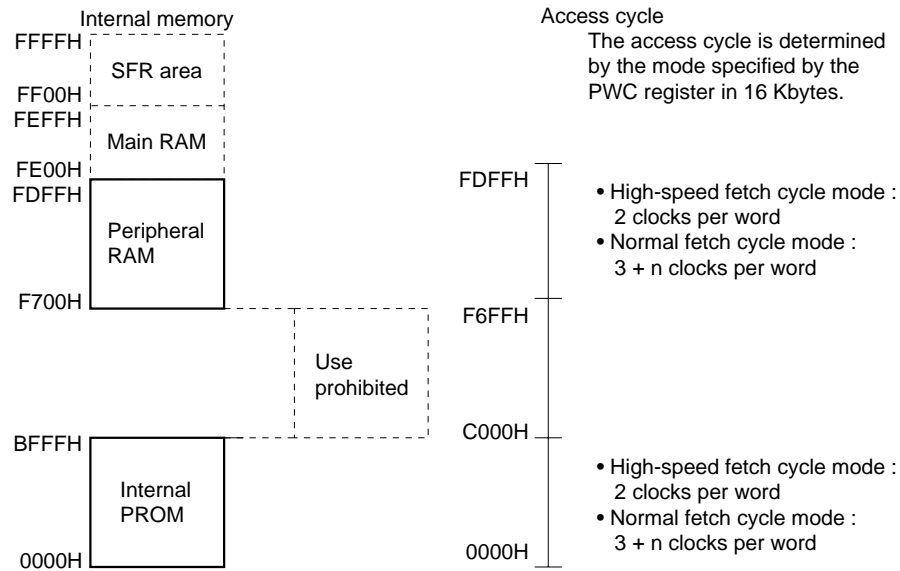 Internal memory
FFFFH
SFR area
FF00H
FEFFH
Main RAM
FE00H
FDFFH
Peripheral
RAM
F700H
Use
prohibited
BFFFH
Internal
PROM
0000H
Access cycle
The access cycle is determined
by the mode specified by the
PWC register in 16 Kbytes.
FDFFH
• High-speed fetch cycle mode :
2 clocks per word
• Normal fetch cycle mode :
3 + n clocks per word
F6FFH
C000H
• High-speed fetch cycle mode :
2 clocks per word
• Normal fetch cycle mode :
3 + n clocks per word
0000H